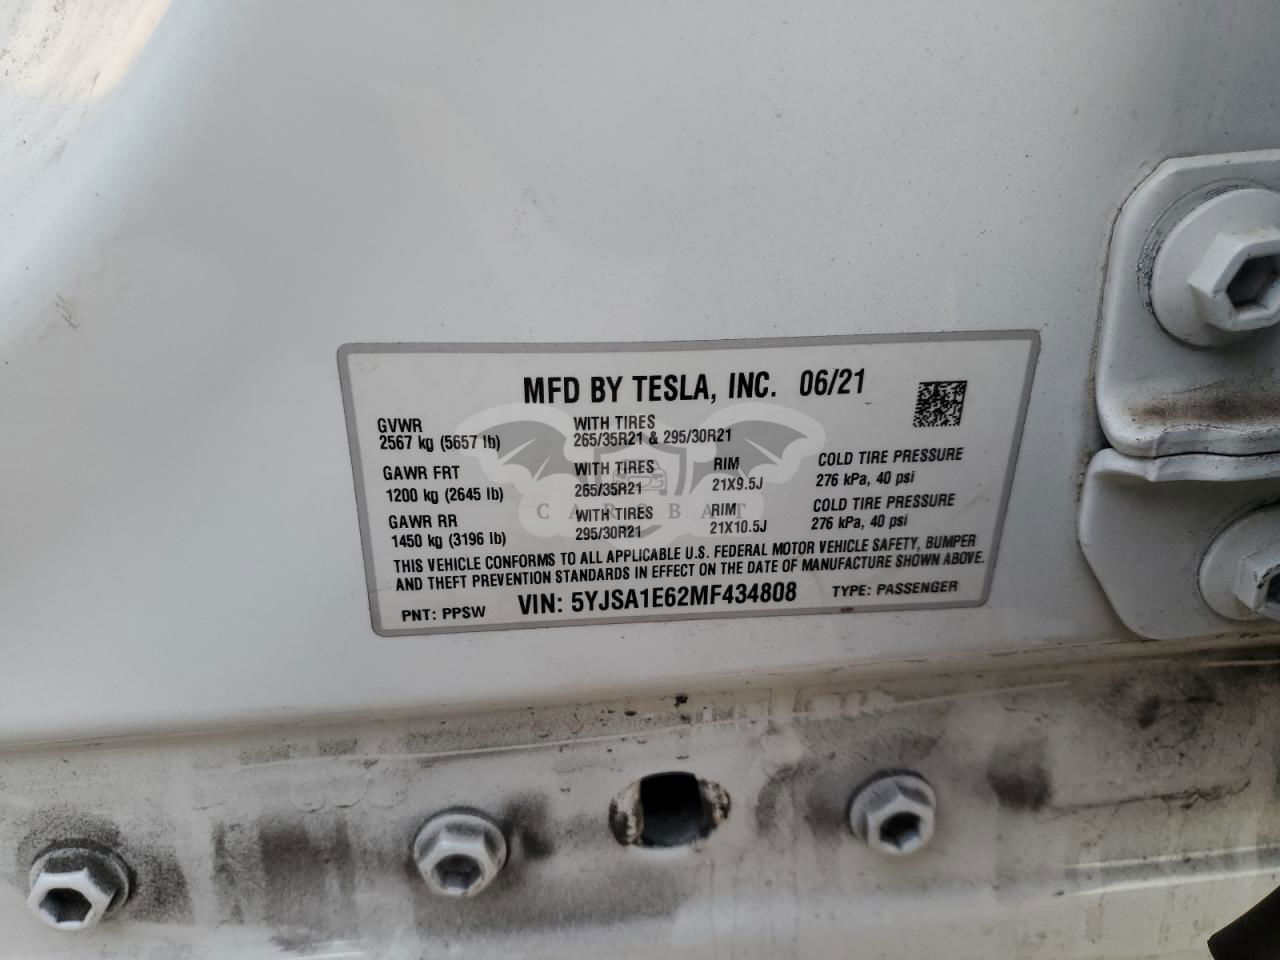 MFD BY TESLA, INC. 06/21
GVWR WITH TIRES
2567 kg (5657 lb) 265/35R21 & 295/30R21
GAWR FRT WITH TIRES RIM COLD TIRE PRESSURE
1200 kg (2645 lb) 265/35R21 21X9.5J 276 kPa, 40 psi
GAWR RR WITH TIRES RIM COLD TIRE PRESSURE
1450 kg (3196 lb) 295/30R21 21X10.5J 276 kPa, 40 psi
THIS VEHICLE CONFORMS TO ALL APPLICABLE U.S. FEDERAL MOTOR VEHICLE SAFETY, BUMPER
AND THEFT PREVENTION STANDARDS IN EFFECT ON THE DATE OF MANUFACTURE SHOWN ABOVE.
PNT: PPSW VIN: 5YJSA1E62MF434808 TYPE: PASSENGER
CAR BAT